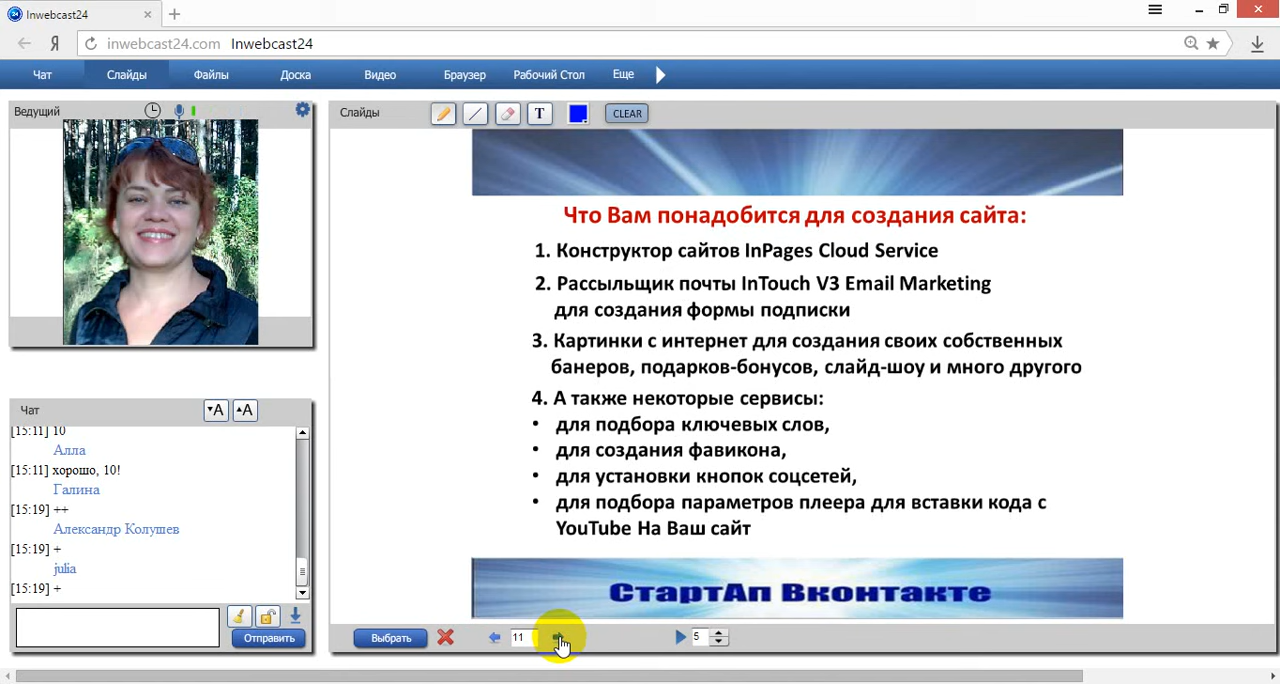 Inwebcast24
Я inwebcast24.com Inwebcast24
Чат Слайды Файлы Доска Видео Браузер Рабочий Стол Еще
Ведущий
Слайды T CLEAR
Что Вам понадобится для создания сайта:
1. Конструктор сайтов InPages Cloud Service
2. Рассыльщик почты InTouch V3 Email Marketing
для создания формы подписки
3. Картинки с интернет для создания своих собственных
банеров, подарков-бонусов, слайд-шоу и много другого
4. А также некоторые сервисы:
• для подбора ключевых слов,
• для создания фавикона,
• для установки кнопок соцсетей,
• для подбора параметров плеера для вставки кода с
YouTube На Ваш сайт
СтартАп Вконтакте
Чат ▾A ▴A
[15:11] 10
Алла
[15:11] хорошо, 10!
Галина
[15:19] ++
Александр Колушев
[15:19] +
julia
[15:19] +
Отправить
Выбрать 11 5